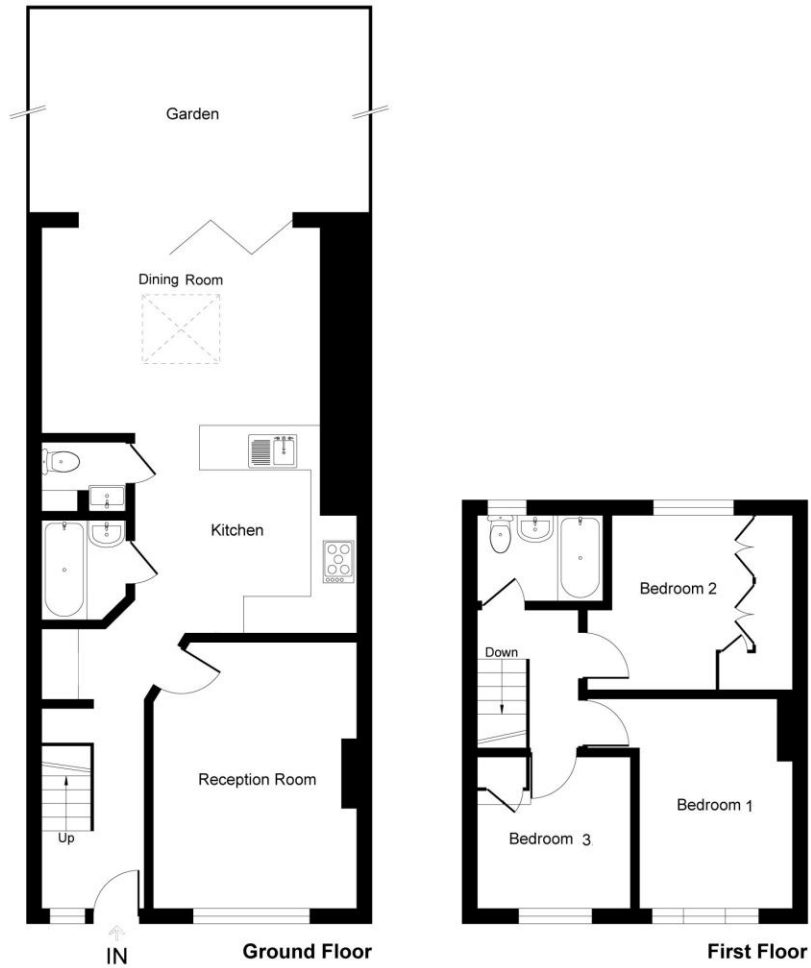 Garden
Dining Room
Kitchen
Reception Room
Up
IN
Ground Floor
Bedroom 2
Down
Bedroom 1
Bedroom 3
First Floor